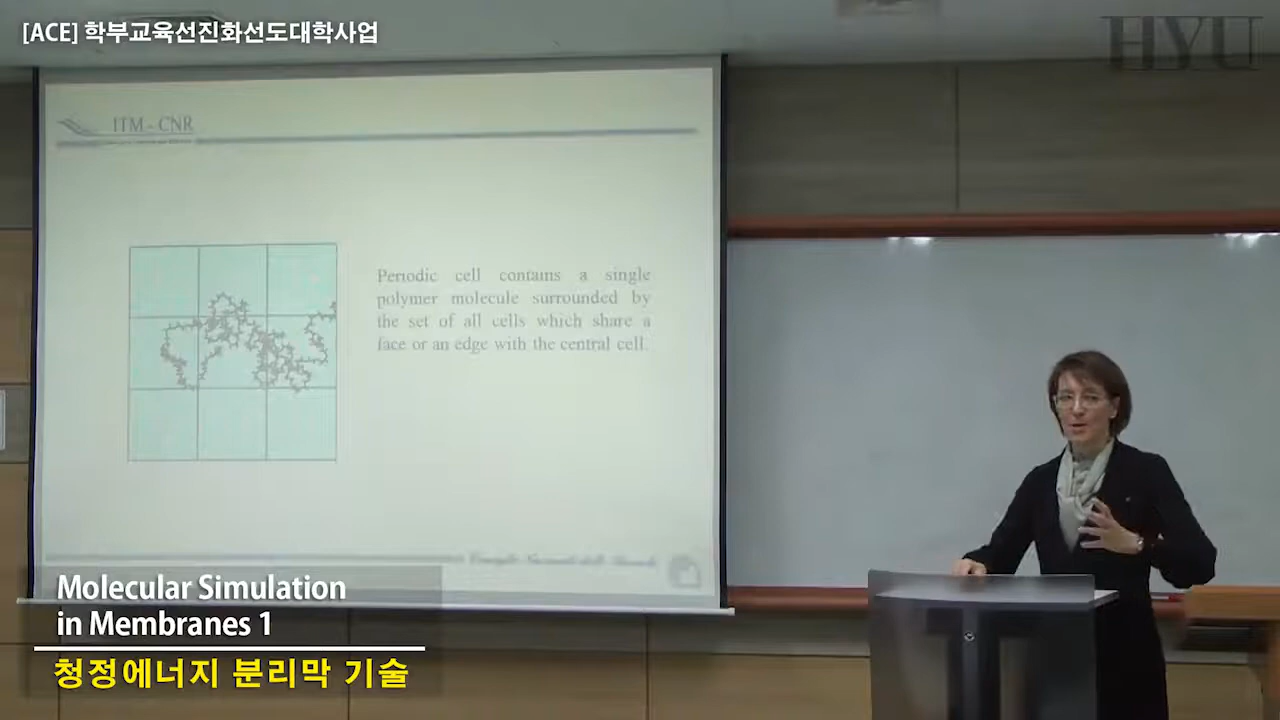 [ACE] 학부교육선진화선도대학사업
HYU
ITM - CNR
Periodic cell contains a single
polymer molecule surrounded by
the set of all cells which share a
face or an edge with the central cell.
Molecular Simulation
in Membranes 1
청정에너지 분리막 기술